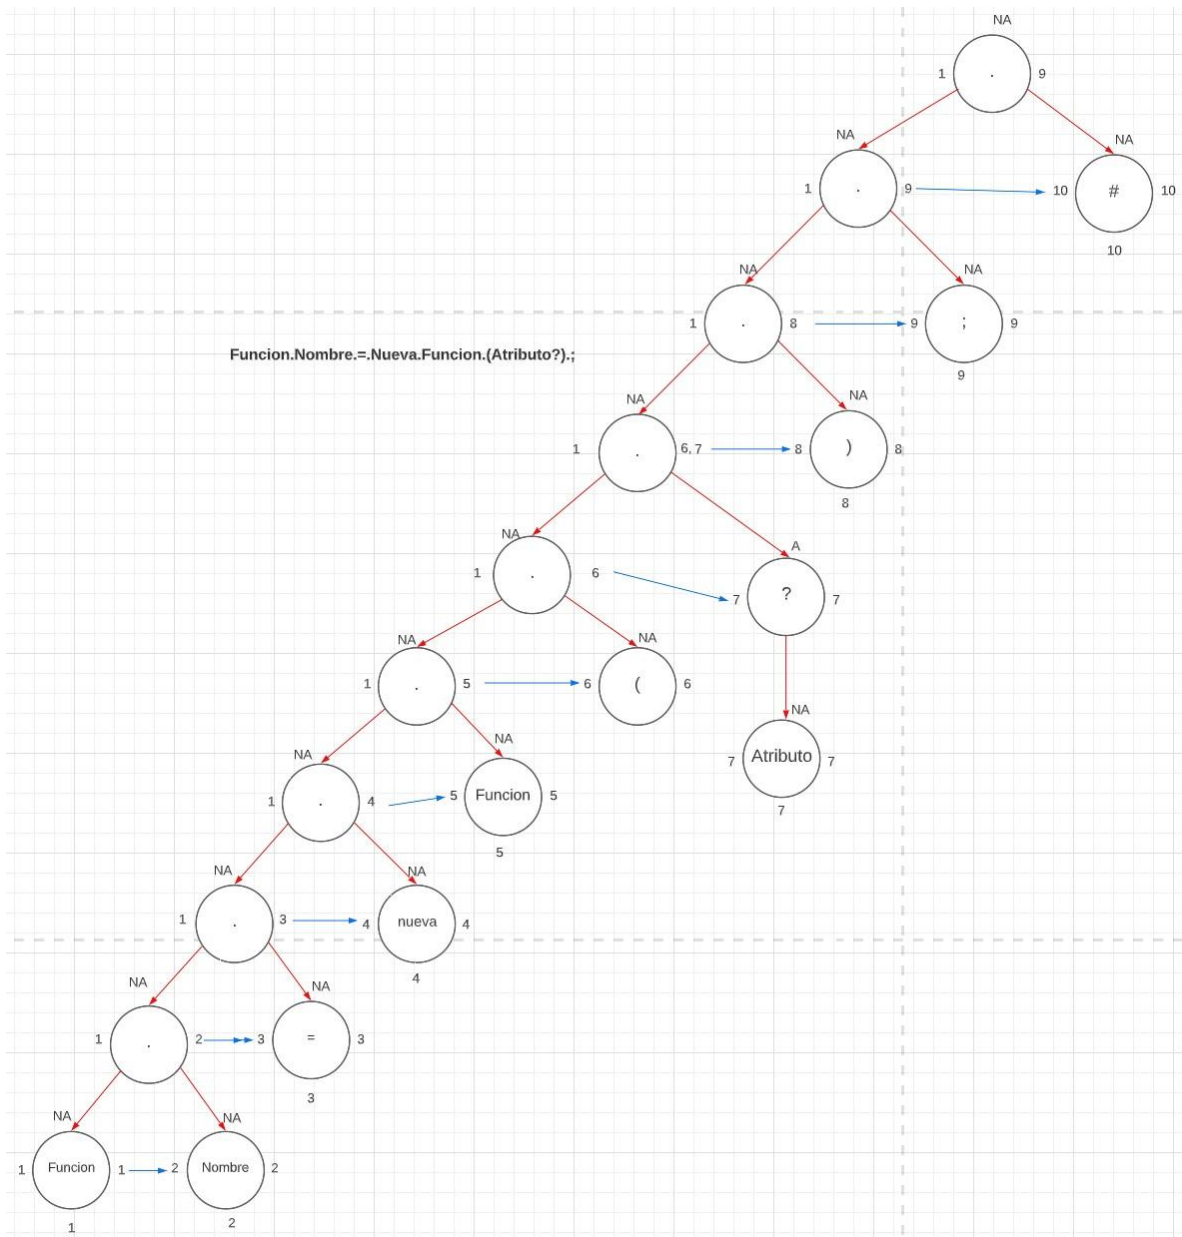 NA
1 . 9
NA NA
1 . 9 10 # 10
10
NA NA
1 . 8 9 ; 9
Funcion.Nombre.=.Nueva.Funcion.(Atributo?).;
9
NA NA
1 . 6, 7 8 ) 8
8
NA A
1 . 6 7 ? 7
NA NA
1 . 5 6 ( 6
NA
NA NA
7 Atributo 7
1 . 4 5 Funcion 5
7
5
NA NA
1 . 3 4 nueva 4
4
NA NA
1 . 2 3 = 3
3
NA NA
1 Funcion 1 2 Nombre 2
1 2